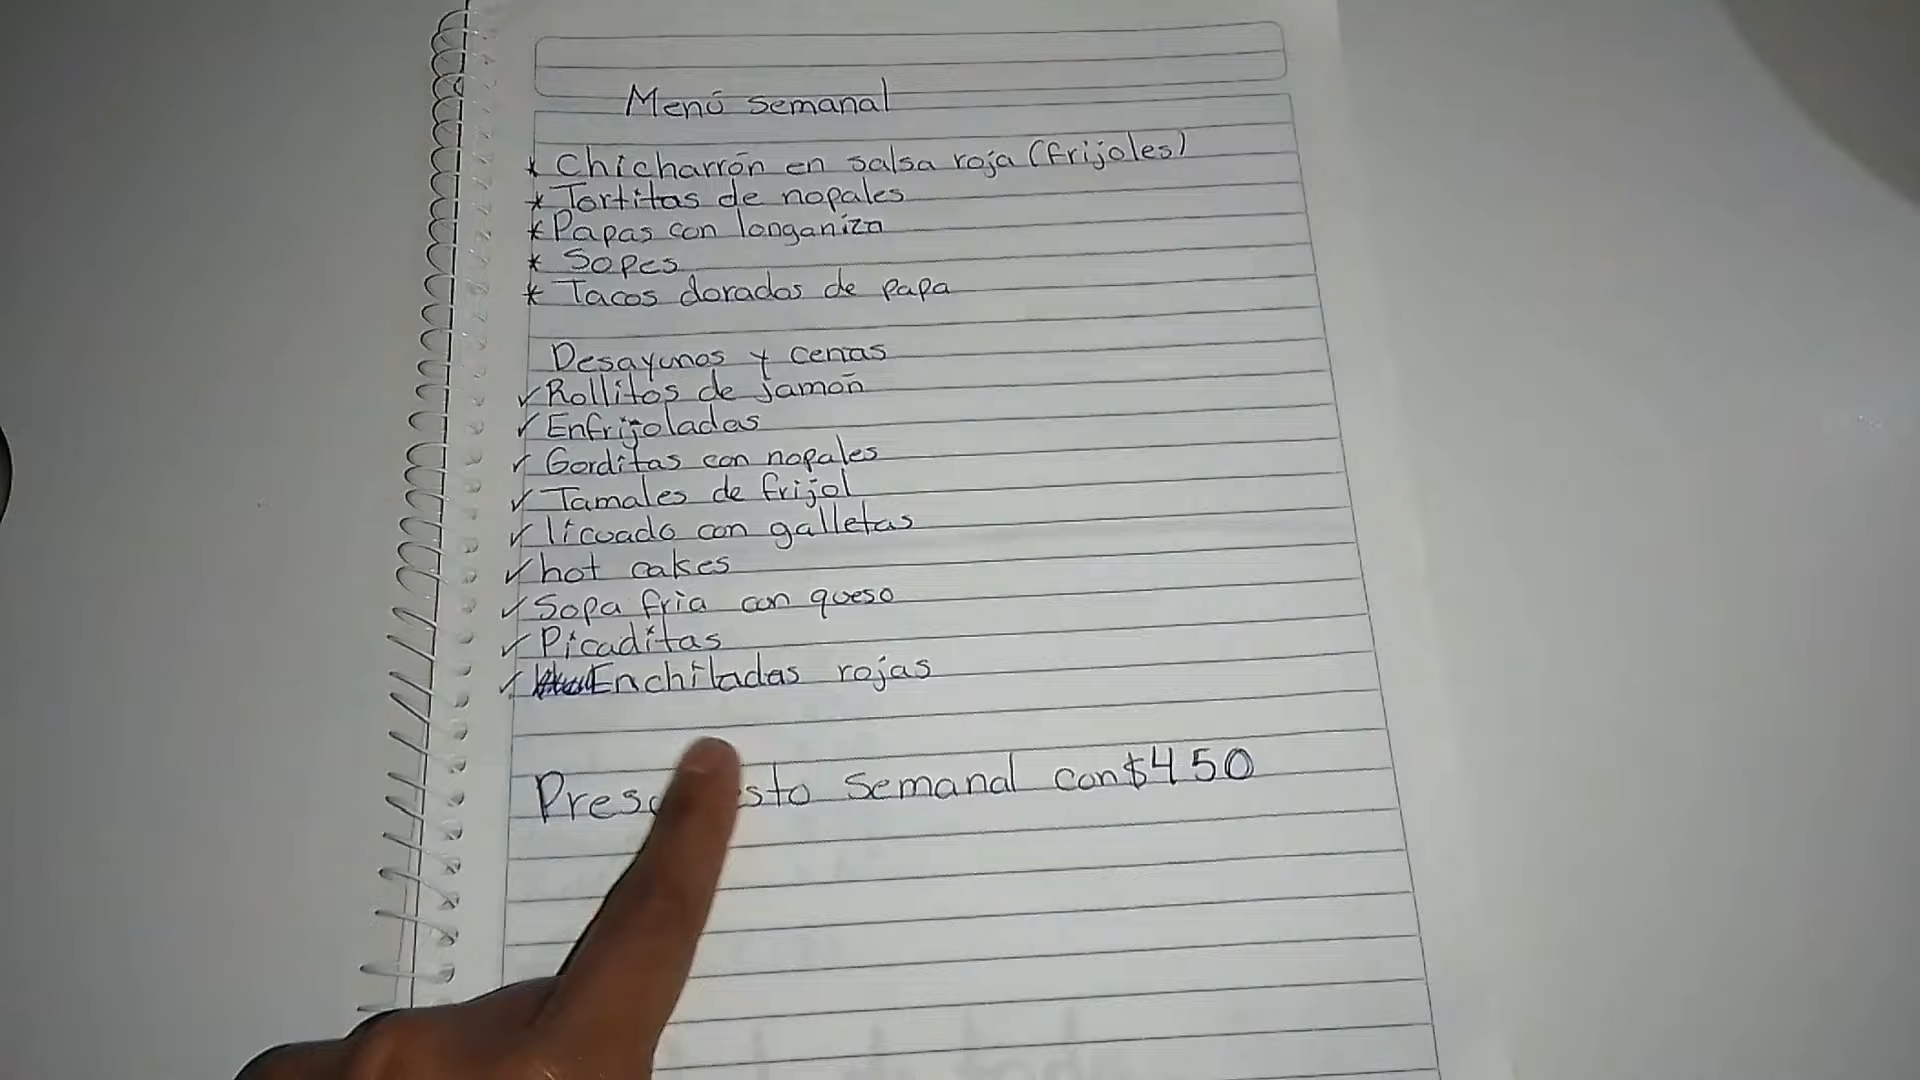 Menú semanal
* Chicharrón en salsa roja (frijoles)
* Tortitas de nopales
* Papas con longaniza
* Sopes
* Tacos dorados de papa
Desayunos y cenas
✓ Rollitos de jamón
✓ Enfrijoladas
✓ Gorditas con nopales
✓ Tamales de frijol
✓ licuado con galletas
✓ hot cakes
✓ Sopa fria con queso
✓ Picaditas
✓ Enchiladas rojas
semanal con $450